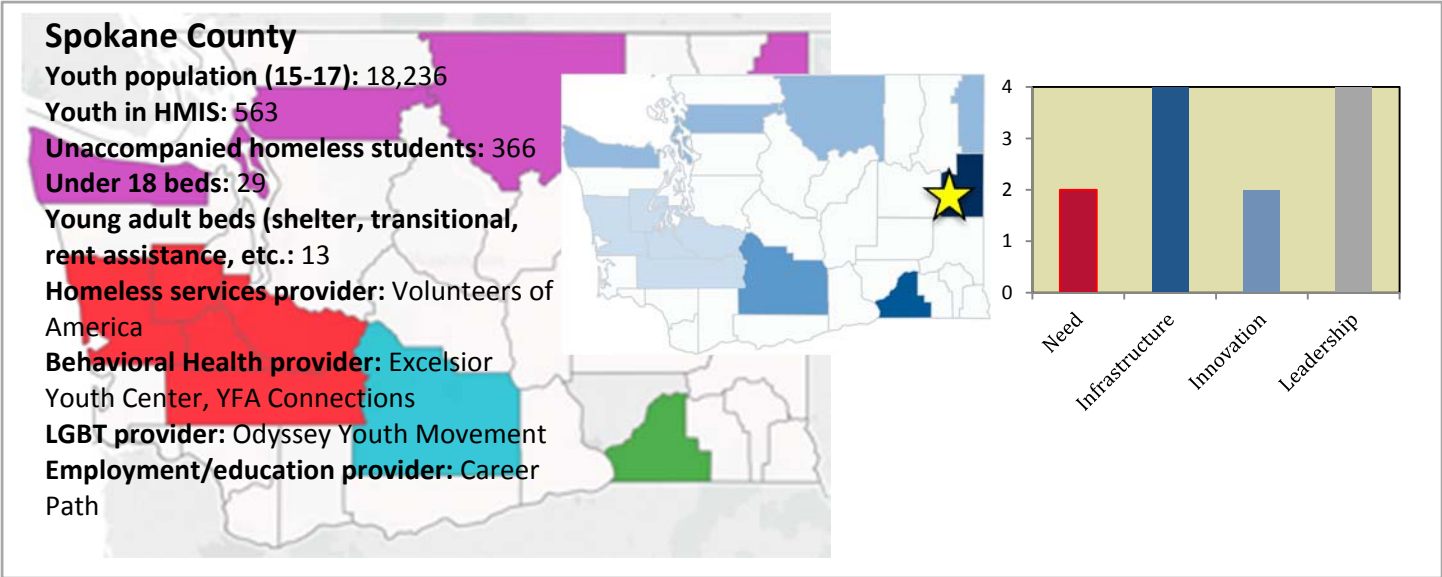 Spokane County
Youth population (15-17): 18,236
Youth in HMIS: 563
Unaccompanied homeless students: 366
Under 18 beds: 29
Young adult beds (shelter, transitional,
rent assistance, etc.: 13
Homeless services provider: Volunteers of
America
Behavioral Health provider: Excelsior
Youth Center, YFA Connections
LGBT provider: Odyssey Youth Movement
Employment/education provider: Career
Path
4
3
2
1
0
Need
Infrastructure
Innovation
Leadership